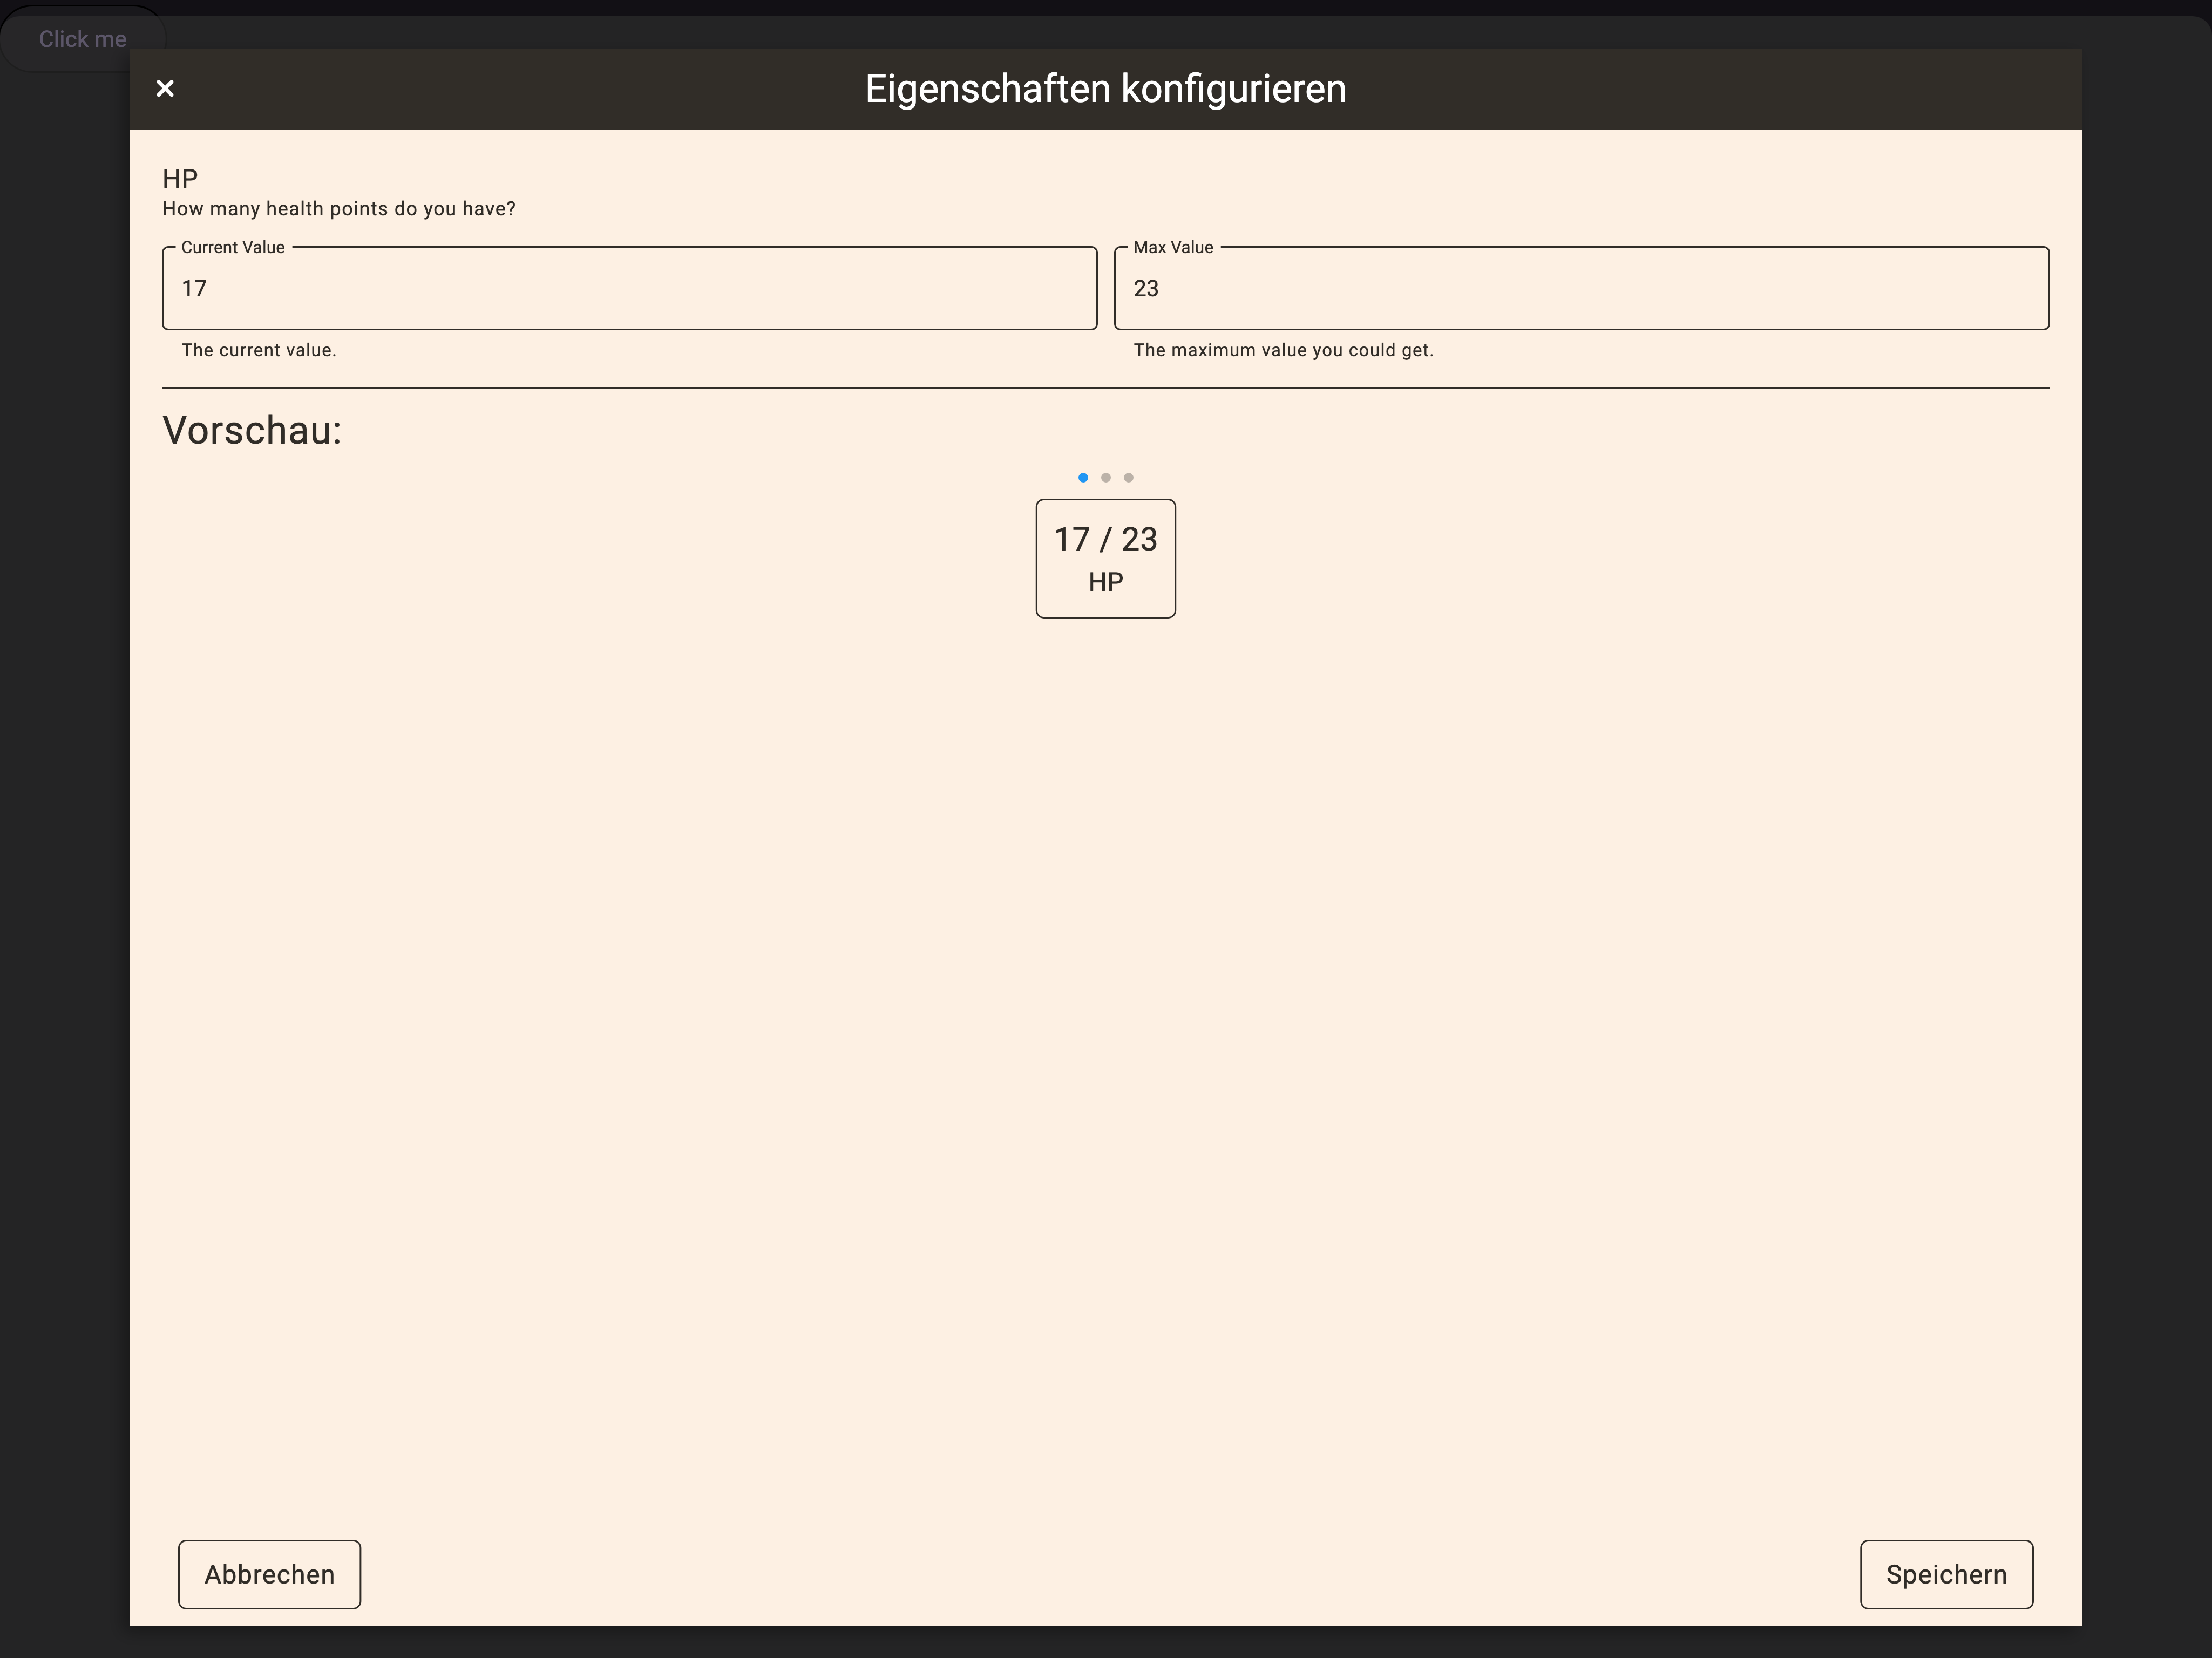 Click me
Eigenschaften konfigurieren
HP
How many health points do you have?
Current Value
17
The current value.
Max Value
23
The maximum value you could get.
Vorschau:
17 / 23
HP
Abbrechen
Speichern